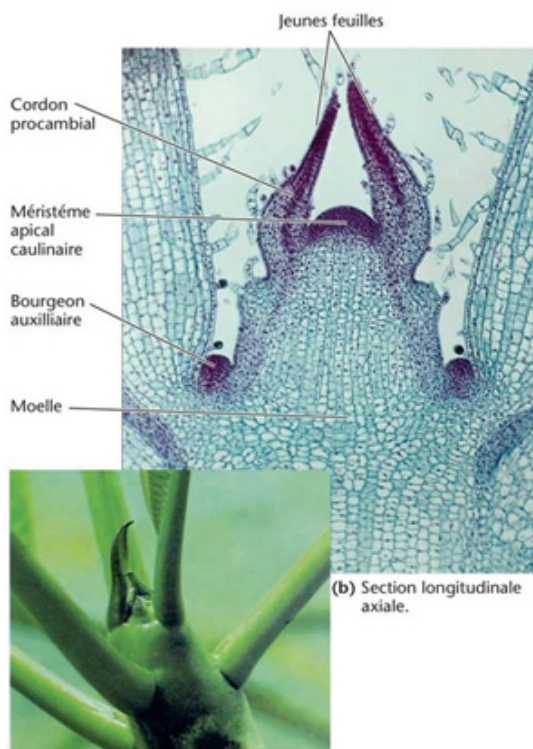 Jeunes feuilles
Cordon
procambial
Méristéme
apical
caulinaire
Bourgeon
auxilliaire
Moelle
(b) Section longitudinale
axiale.